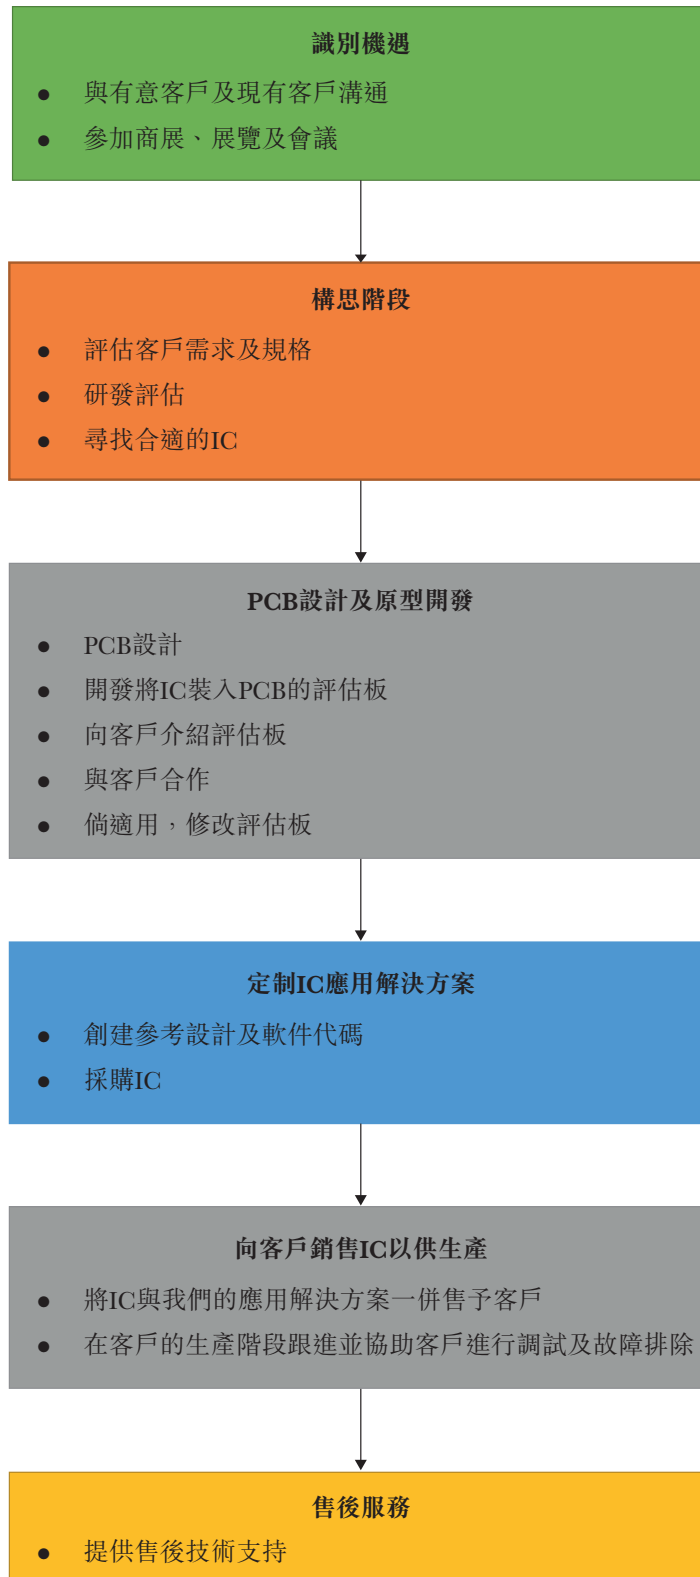 識別機遇
● 與有意客戶及現有客戶溝通
● 參加商展、展覽及會議
構思階段
● 評估客戶需求及規格
● 研發評估
● 尋找合適的IC
PCB設計及原型開發
● PCB設計
● 開發將IC裝入PCB的評估板
● 向客戶介紹評估板
● 與客戶合作
● 倘適用，修改評估板
定制IC應用解決方案
● 創建參考設計及軟件代碼
● 採購IC
向客戶銷售IC以供生產
● 將IC與我們的應用解決方案一併售予客戶
● 在客戶的生產階段跟進並協助客戶進行調試及故障排除
售後服務
● 提供售後技術支持